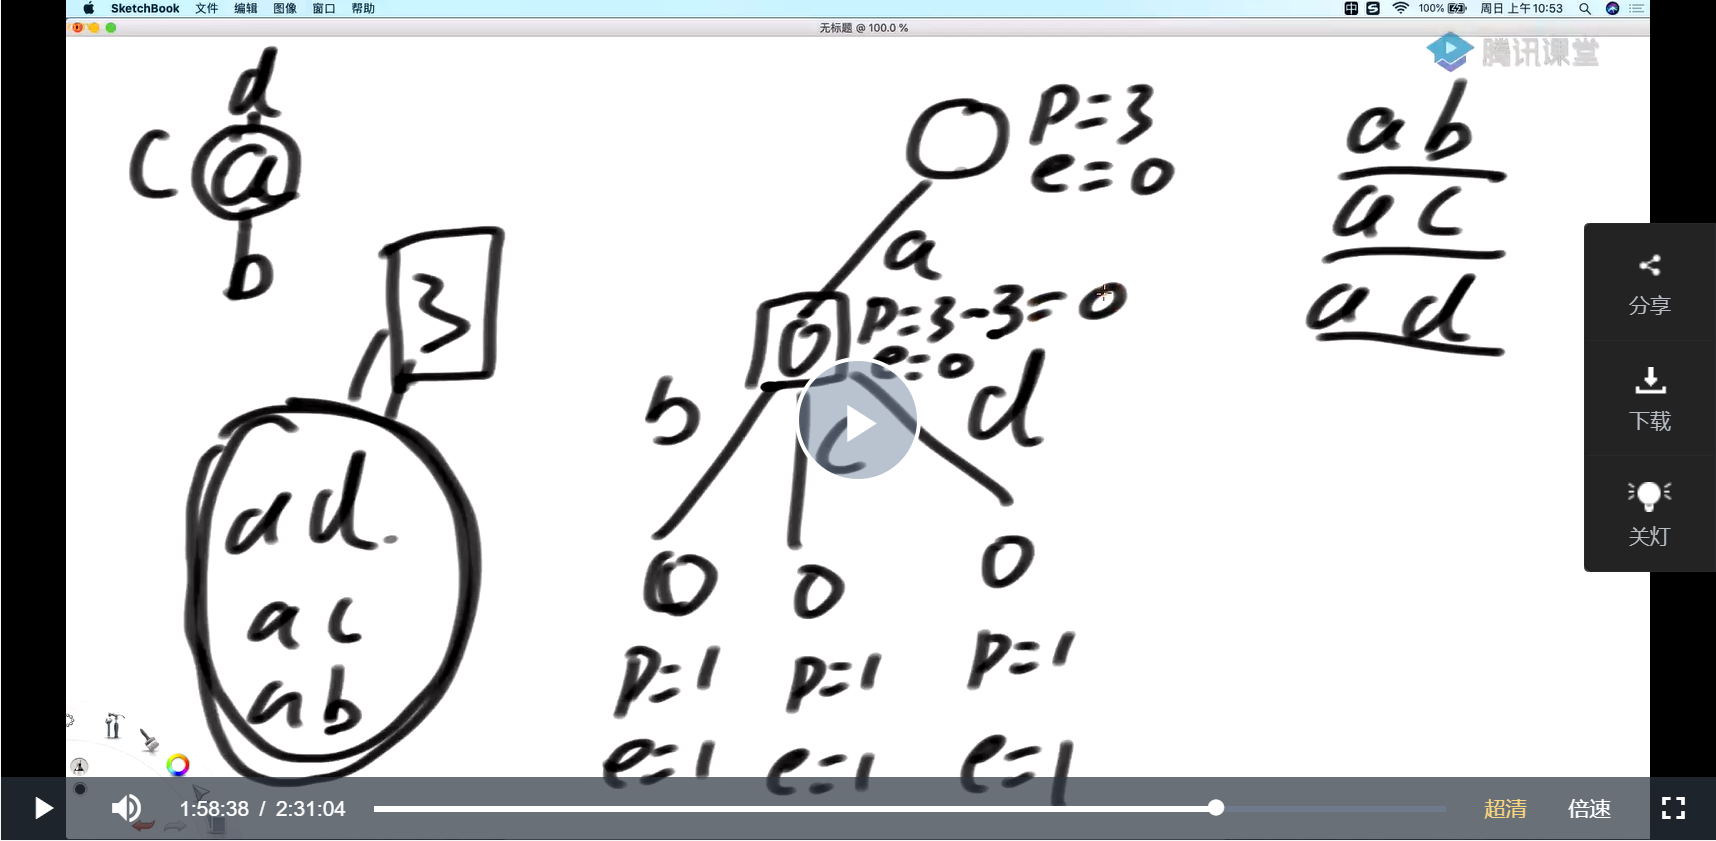 SketchBook 文件 编辑 图像 窗口 帮助
100% 周日 上午10:53
无标题 @ 100.0 %
腾讯课堂
d
c a
b
3
ad.
ac
ab
p=3
e=0
a
0 p=3-3=0
e=0
b c d
0 0 0
p=1 p=1 p=1
e=1 e=1 e=1
ab
ac
ad
分享
下载
关灯
1:58:38 / 2:31:04
超清 倍速